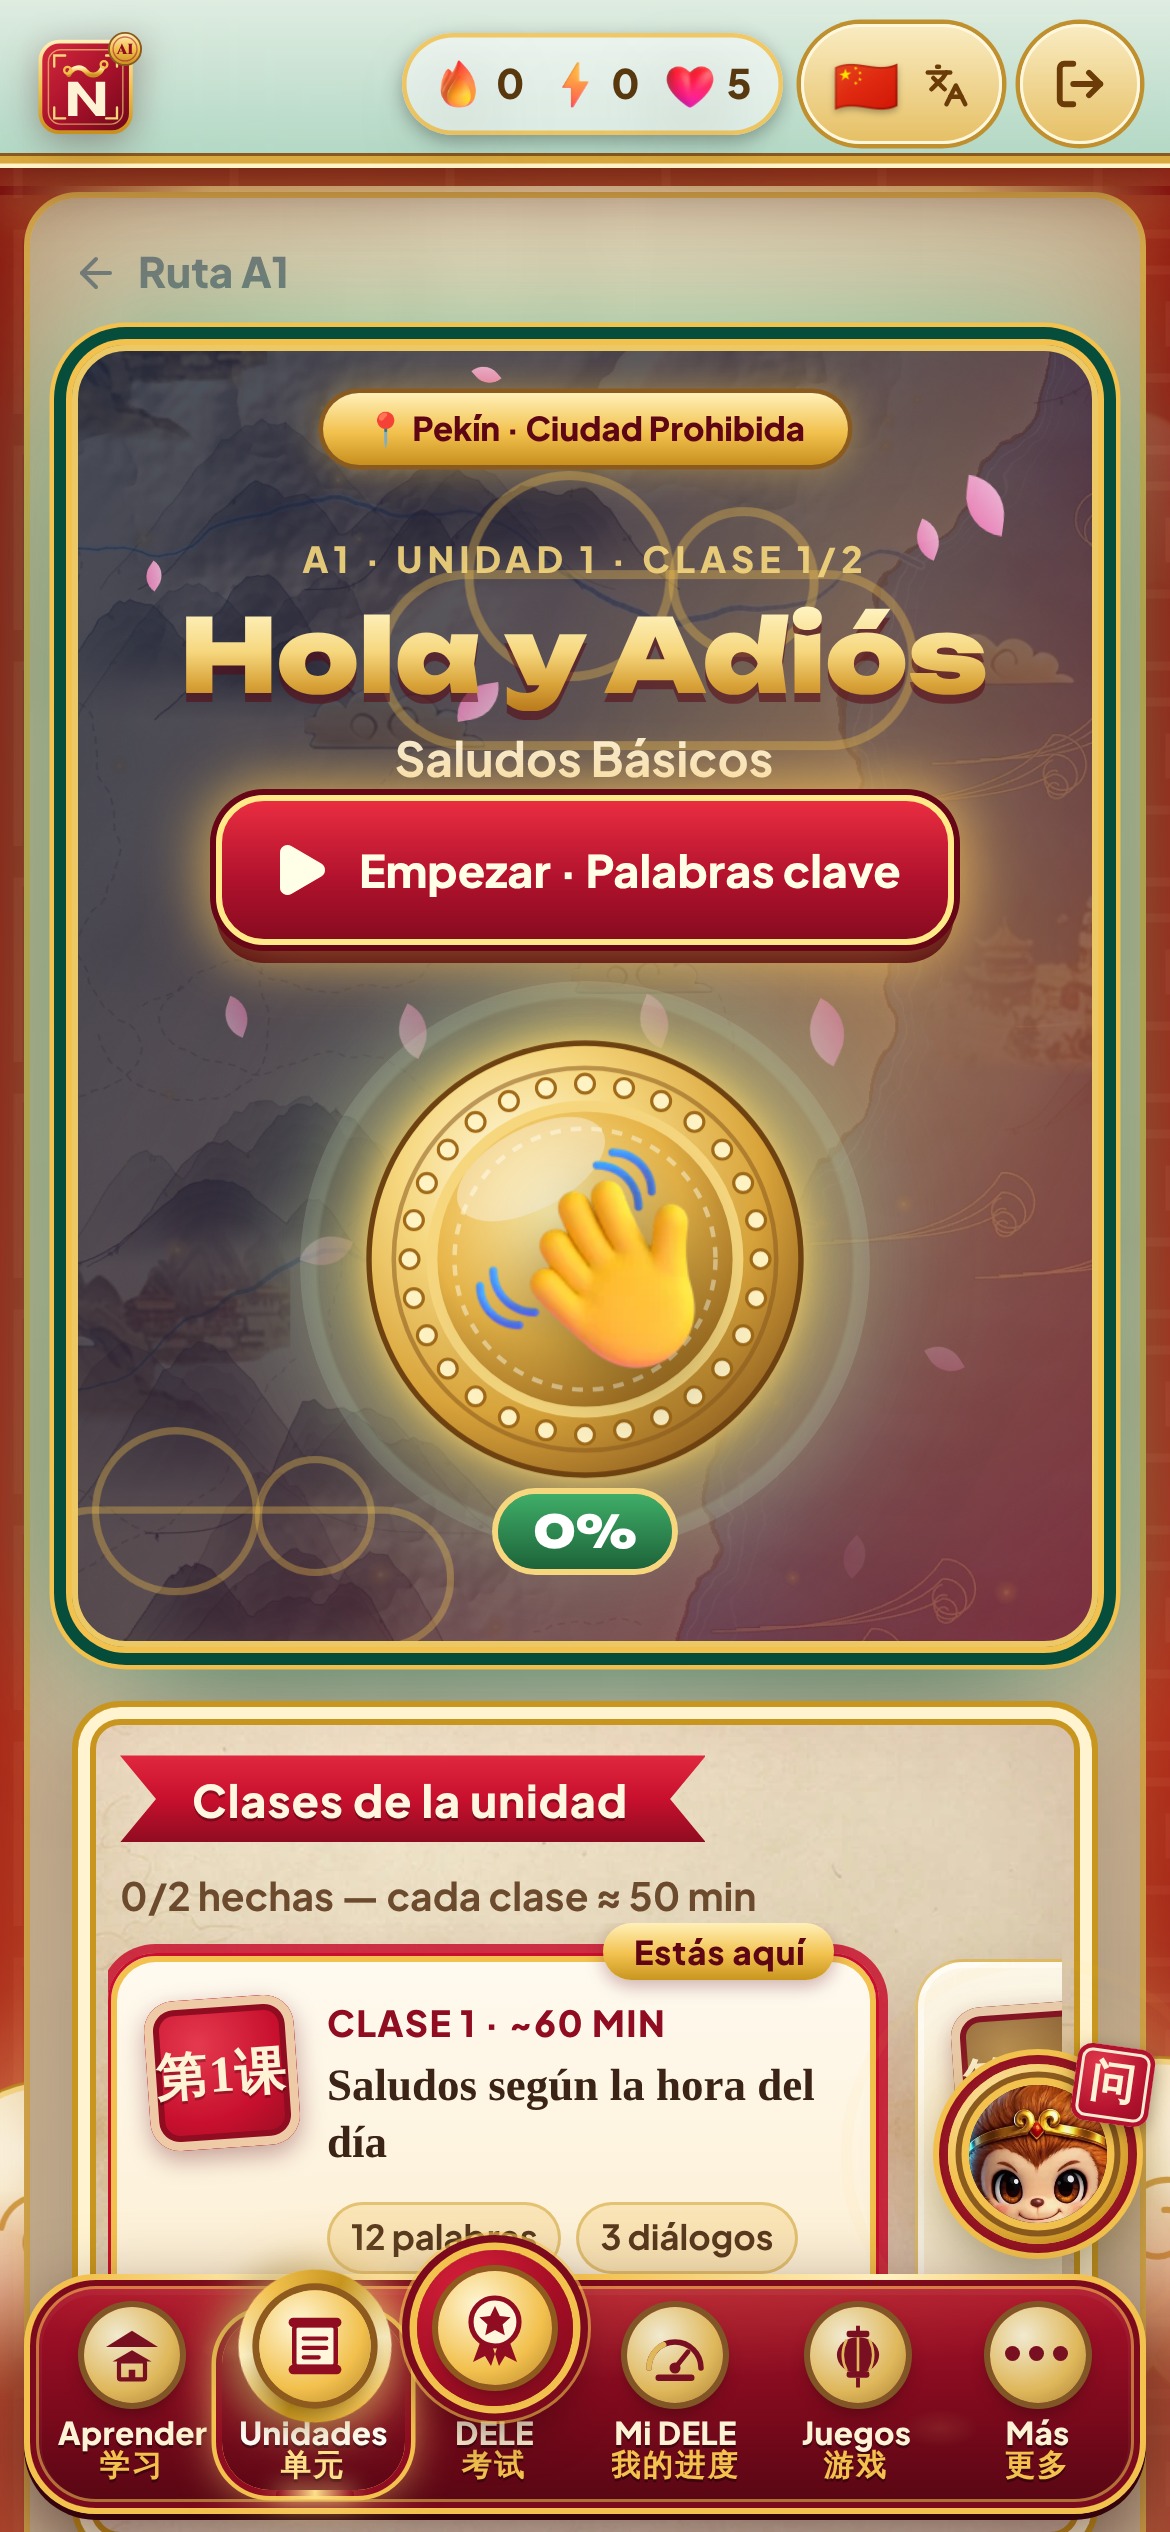 AI
Ñ
0 0 5
Ruta A1
Pekín · Ciudad Prohibida
A1 · UNIDAD 1 · CLASE 1/2
Hola y Adiós
Saludos Básicos
Empezar · Palabras clave
0%
Clases de la unidad
0/2 hechas — cada clase ≈ 50 min
Estás aquí
第1课
CLASE 1 · ~60 MIN
Saludos según la hora del
día
问
12 palabras
3 diálogos
Aprender Unidades DELE Mi DELE Juegos Más
学习 单元 考试 我的进度 游戏 更多